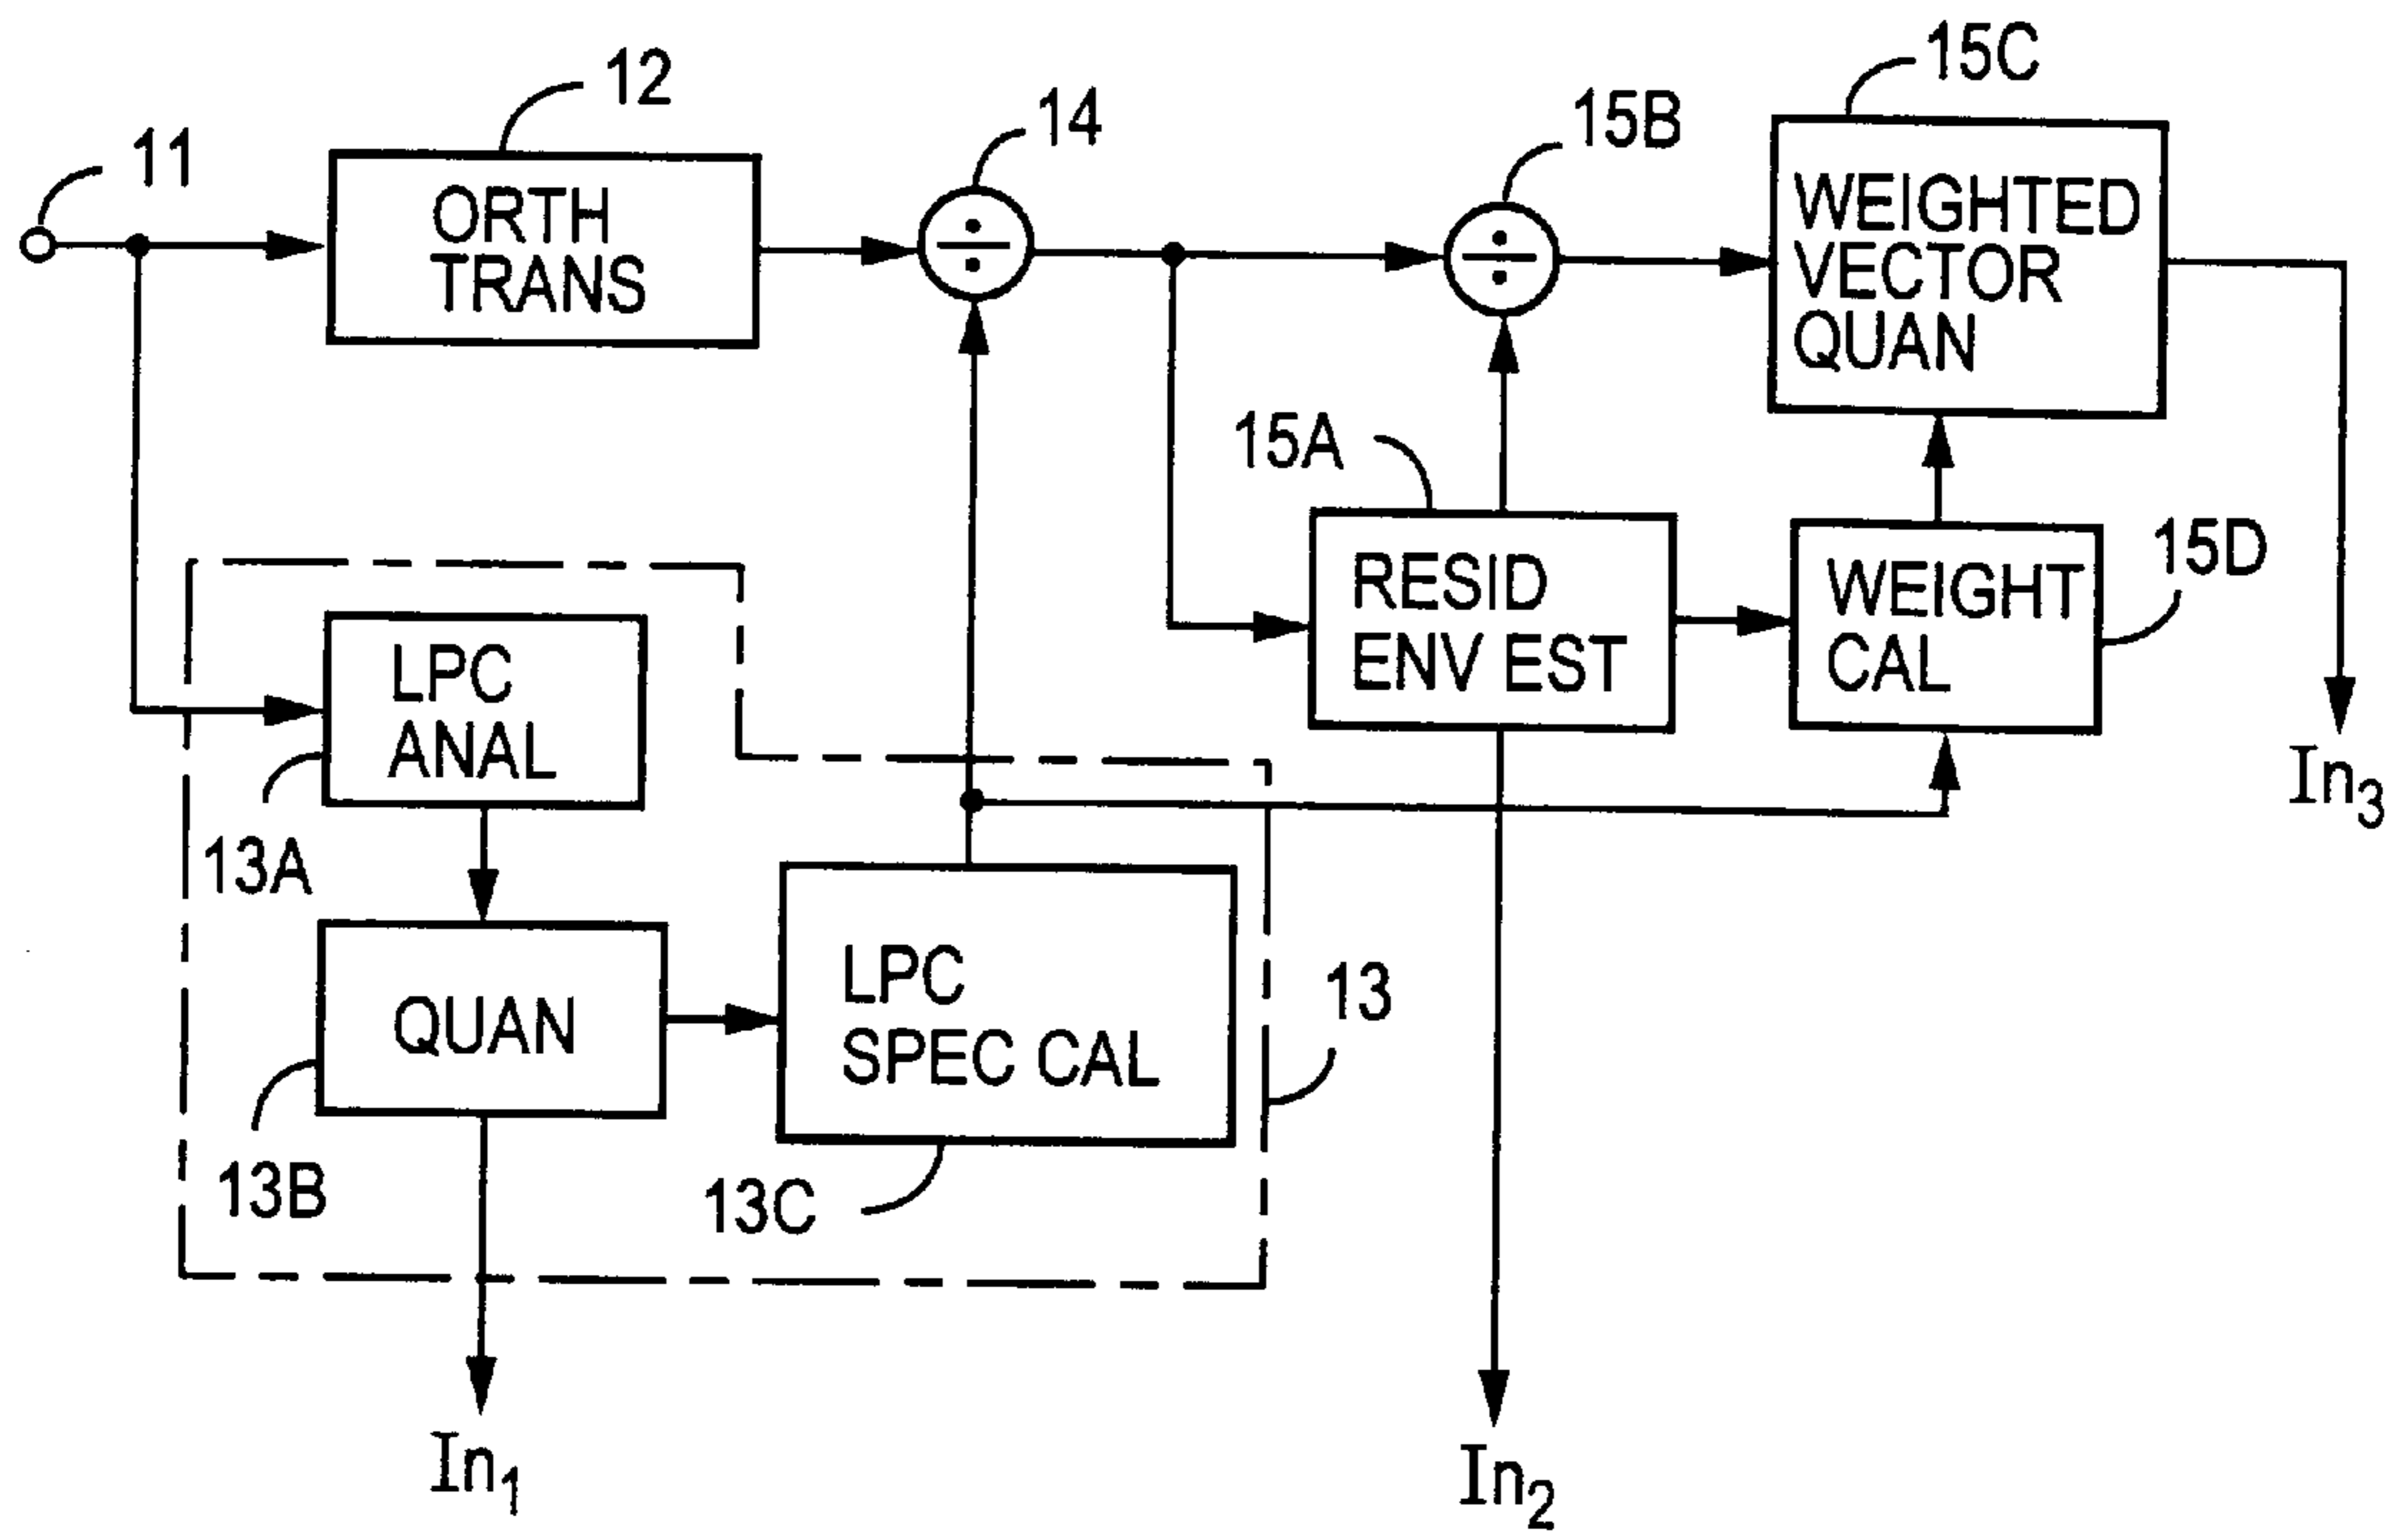 11
12
14
15B
15C
ORTH
TRANS
WEIGHTED
VECTOR
QUAN
15A
RESID
ENV EST
WEIGHT
CAL
15D
LPC
ANAL
13A
In3
QUAN
LPC
SPEC CAL
13
13B
13C
In1
In2